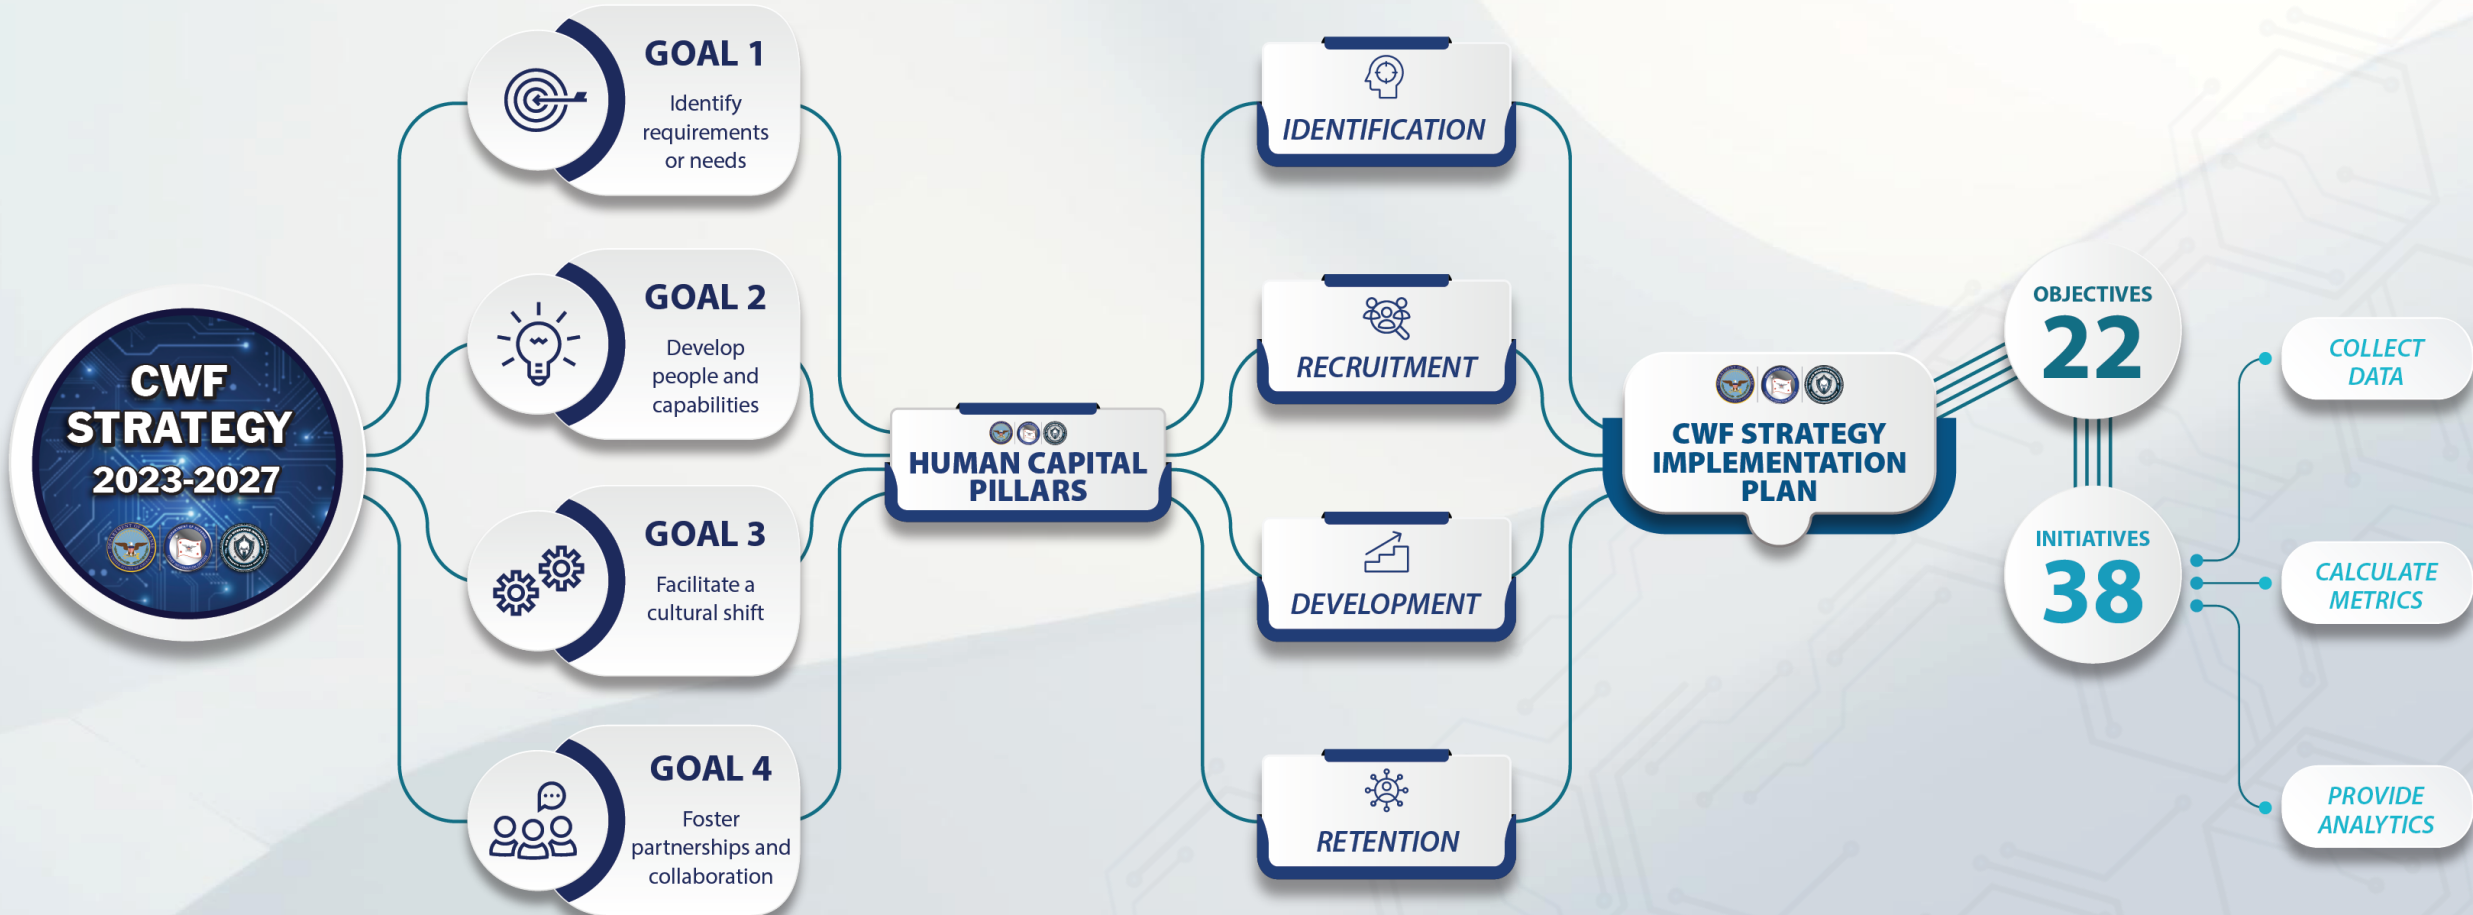 CWF
STRATEGY
2023-2027
GOAL 1
Identify
requirements
or needs
GOAL 2
Develop
people and
capabilities
GOAL 3
Facilitate a
cultural shift
GOAL 4
Foster
partnerships and
collaboration
HUMAN CAPITAL
PILLARS
IDENTIFICATION
RECRUITMENT
DEVELOPMENT
RETENTION
CWF STRATEGY
IMPLEMENTATION
PLAN
OBJECTIVES
22
INITIATIVES
38
COLLECT
DATA
CALCULATE
METRICS
PROVIDE
ANALYTICS